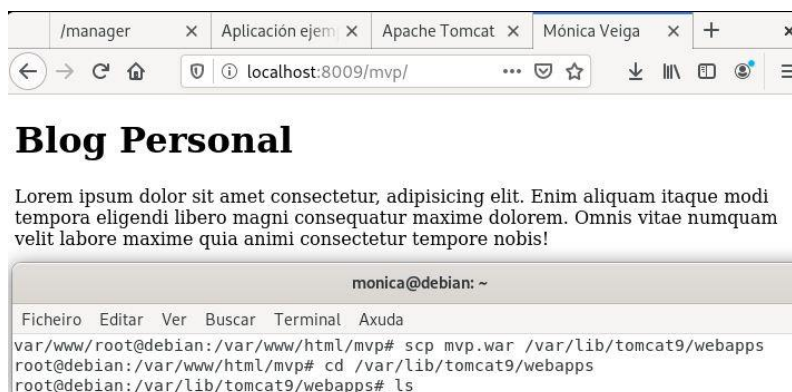 /manager × Aplicación ejem × Apache Tomcat × Mónica Veiga × +
localhost:8009/mvp/
Blog Personal
Lorem ipsum dolor sit amet consectetur, adipisicing elit. Enim aliquam itaque modi
tempora eligendi libero magni consequatur maxime dolorem. Omnis vitae numquam
velit labore maxime quia animi consectetur tempore nobis!
monica@debian: ~
Ficheiro Editar Ver Buscar Terminal Axuda
var/www/root@debian:/var/www/html/mvp# scp mvp.war /var/lib/tomcat9/webapps
root@debian:/var/www/html/mvp# cd /var/lib/tomcat9/webapps
root@debian:/var/lib/tomcat9/webapps# ls